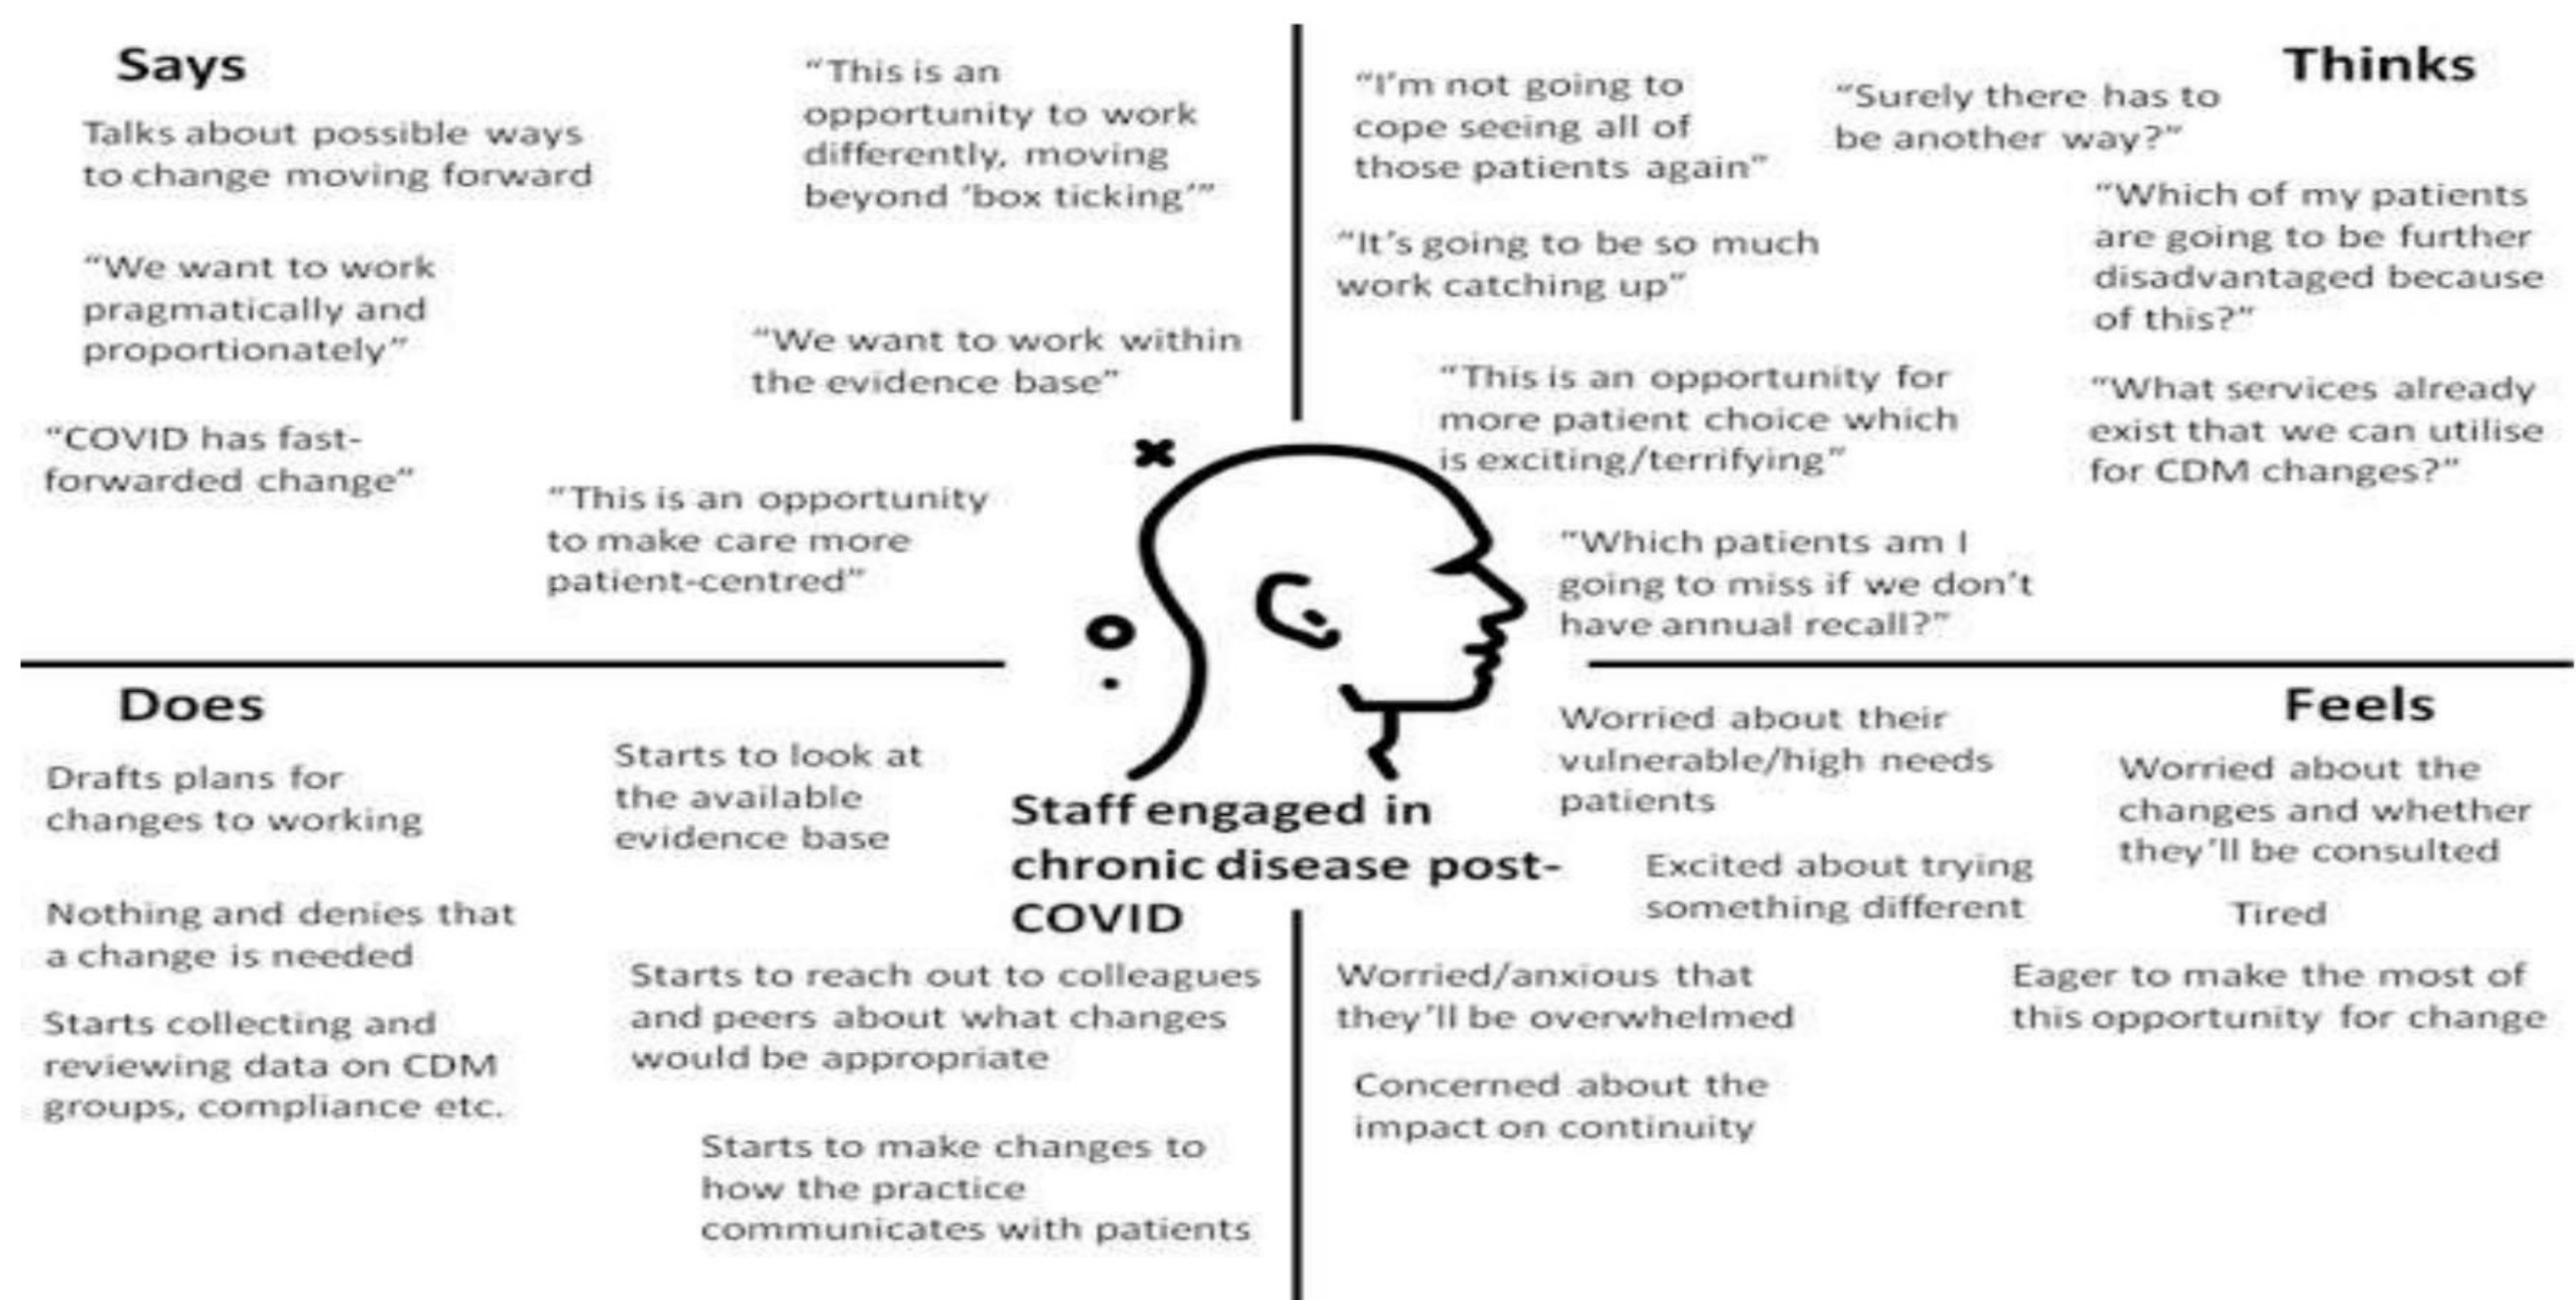 Says
Talks about possible ways
to change moving forward
“This is an
opportunity to work
differently, moving
beyond ‘box ticking’”
“We want to work
pragmatically and
proportionately”
“We want to work within
the evidence base”
“COVID has fast-
forwarded change”
“This is an opportunity
to make care more
patient-centred”
Thinks
“I’m not going to
cope seeing all of
those patients again”
“Surely there has to
be another way?”
“Which of my patients
are going to be further
disadvantaged because
of this?”
“It’s going to be so much
work catching up”
“This is an opportunity for
more patient choice which
is exciting/terrifying”
“What services already
exist that we can utilise
for CDM changes?”
“Which patients am I
going to miss if we don’t
have annual recall?”
Staff engaged in
chronic disease post-
COVID
Does
Drafts plans for
changes to working
Starts to look at
the available
evidence base
Nothing and denies that
a change is needed
Starts to reach out to colleagues
and peers about what changes
would be appropriate
Starts collecting and
reviewing data on CDM
groups, compliance etc.
Starts to make changes to
how the practice
communicates with patients
Feels
Worried about their
vulnerable/high needs
patients
Worried about the
changes and whether
they’ll be consulted
Excited about trying
something different
Tired
Worried/anxious that
they’ll be overwhelmed
Eager to make the most of
this opportunity for change
Concerned about the
impact on continuity